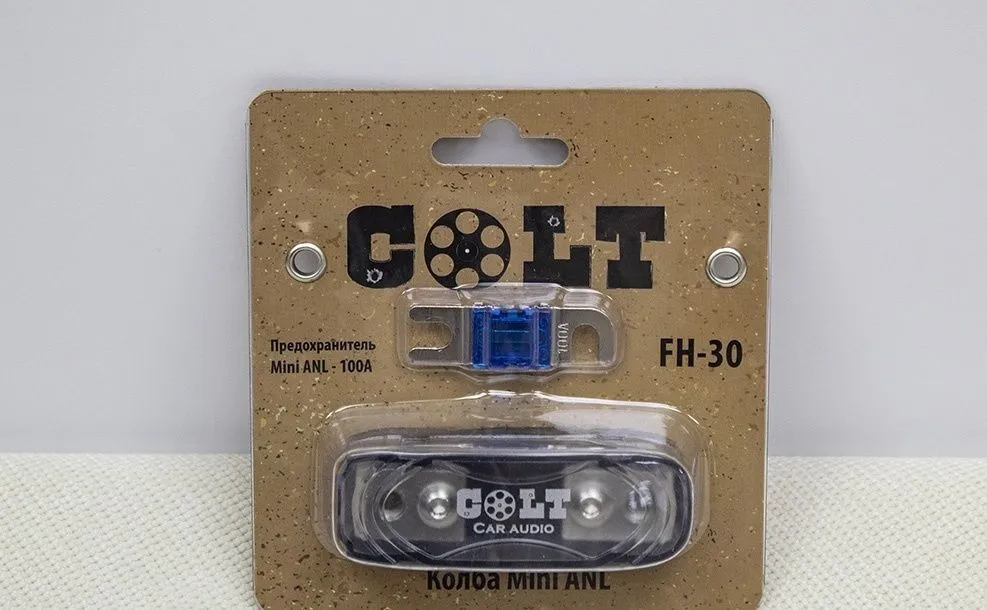 COLT
100A
Предохранитель
Mini ANL - 100A
FH-30
COLT
CAR AUDIO
Колба Mini ANL